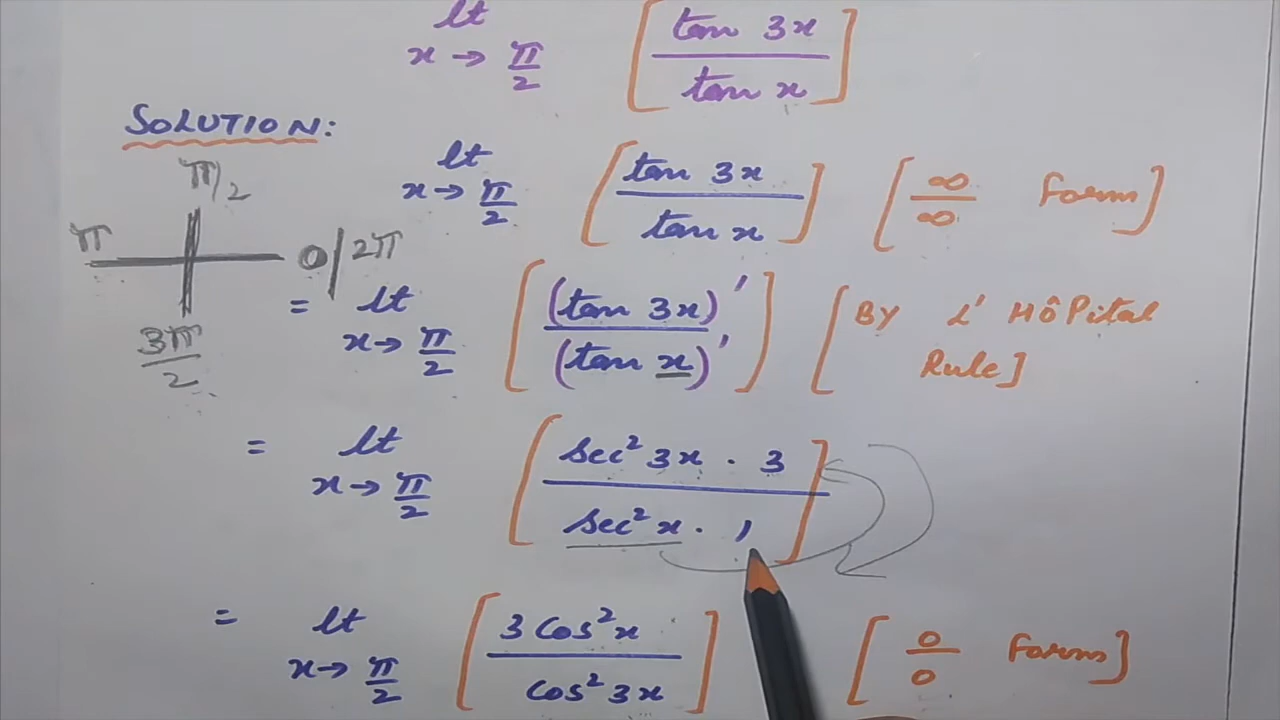 lt x → π/2 [ tan 3x / tan x ]
SOLUTION:
lt x → π/2 [ tan 3x / tan x ] [ ∞/∞ Forms ]
π/2
π 0/2π
3π/2
= lt x → π/2 [ (tan 3x)' / (tan x)' ] [ By L' Hôpital
Rule ]
= lt x → π/2 [ sec² 3x · 3 / sec² x · 1 ]
= lt x → π/2 [ 3 cos² x / cos² 3x ] [ 0/0 Forms ]